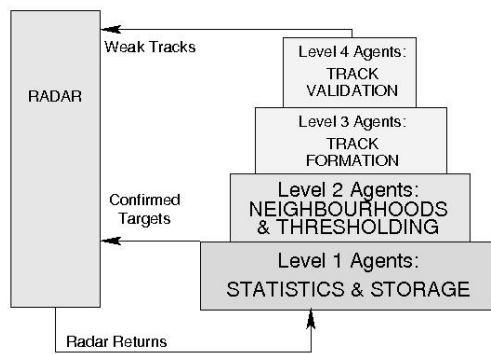 Weak Tracks
RADAR
Level 4 Agents:
TRACK
VALIDATION
Level 3 Agents:
TRACK
FORMATION
Confirmed
Targets
Level 2 Agents:
NEIGHBOURHOODS
& THRESHOLDING
Level 1 Agents:
STATISTICS & STORAGE
Radar Returns